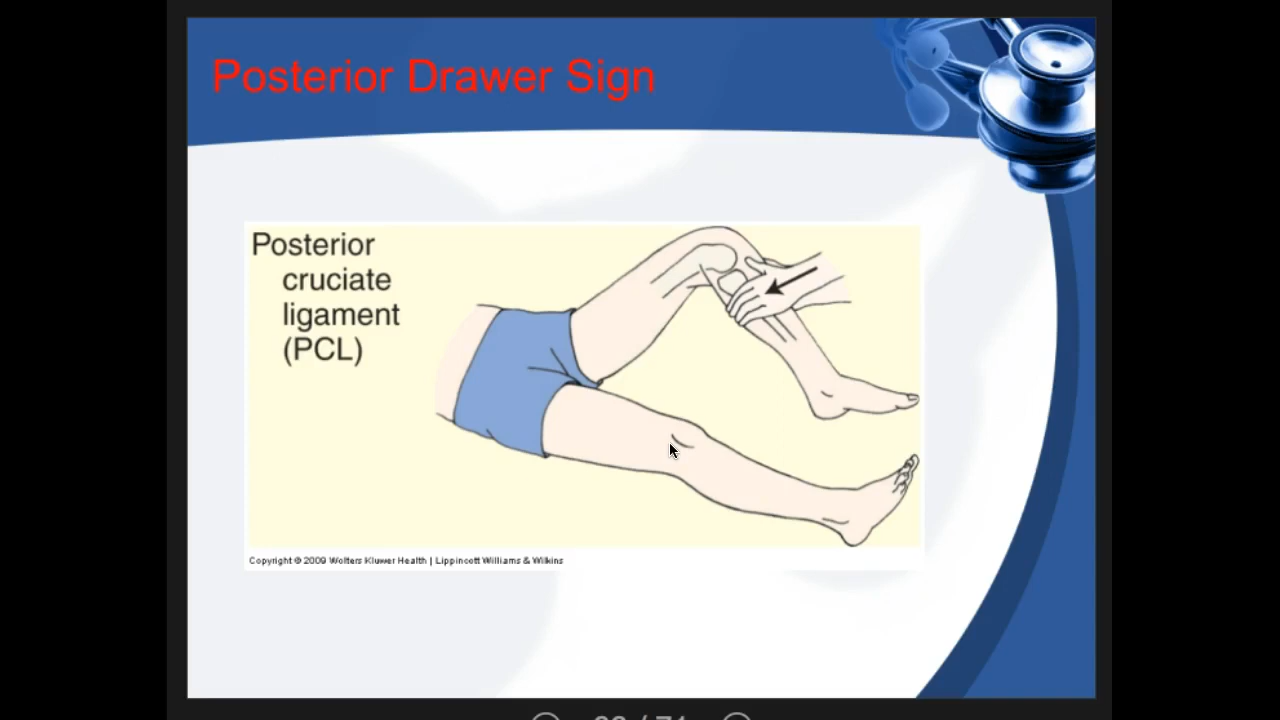 Posterior Drawer Sign
Posterior
cruciate
ligament
(PCL)
Copyright © 2009 Wolters Kluwer Health | Lippincott Williams & Wilkins